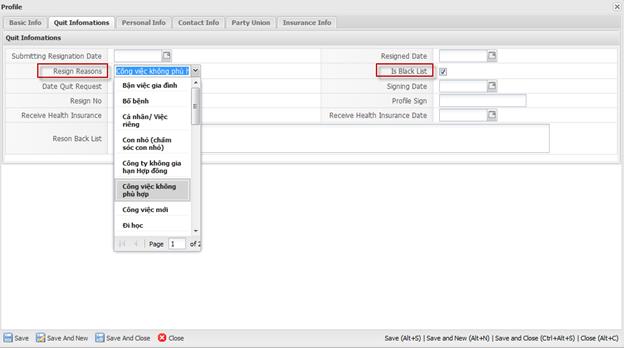 Profile
Basic Info Quit Infomations Personal Info Contact Info Party Union Insurance Info
Quit Infomations
Submitting Resignation Date Resigned Date
Resign Reasons Công việc không phù h Is Black List
Date Quit Request Signing Date
Resign No Profile Sign
Receive Health Insurance Receive Health Insurance Date
Reson Back List
Bận việc gia đình
Bố bệnh
Cá nhân/ Việc
riêng
Con nhỏ (chăm
sóc con nhỏ)
Công ty không gia
hạn Hợp đồng
Công việc không
phù hợp
Công việc mới
Đi học
Page 1 of 2
Save Save And New Save And Close Close Save (Alt+S) | Save and New (Alt+N) | Save and Close (Ctrl+Alt+S) | Close (Alt+C)